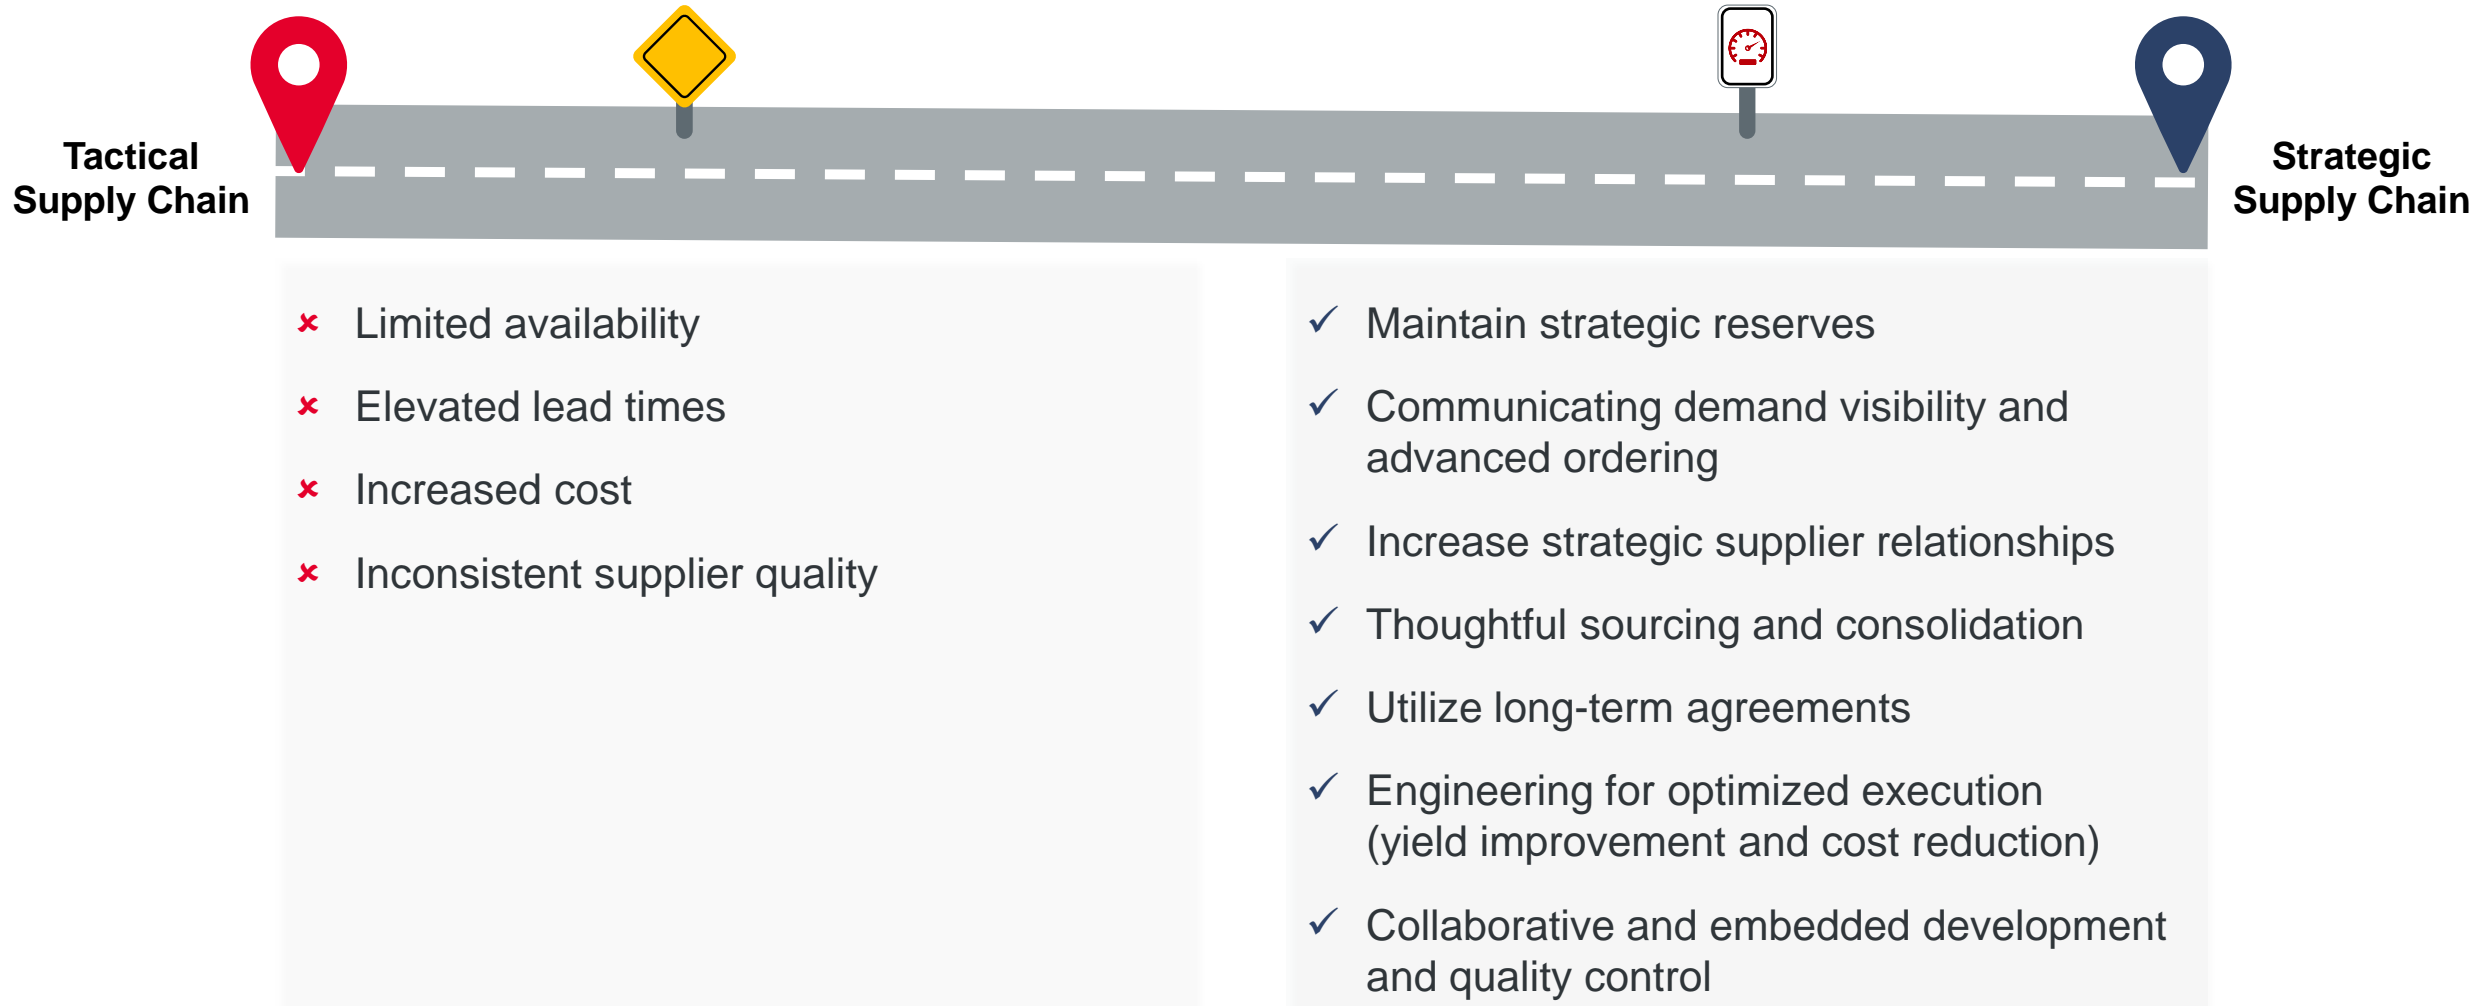 Tactical
Supply Chain
Strategic
Supply Chain
Limited availability
Elevated lead times
Increased cost
Inconsistent supplier quality
Maintain strategic reserves
Communicating demand visibility and
advanced ordering
Increase strategic supplier relationships
Thoughtful sourcing and consolidation
Utilize long-term agreements
Engineering for optimized execution
(yield improvement and cost reduction)
Collaborative and embedded development
and quality control